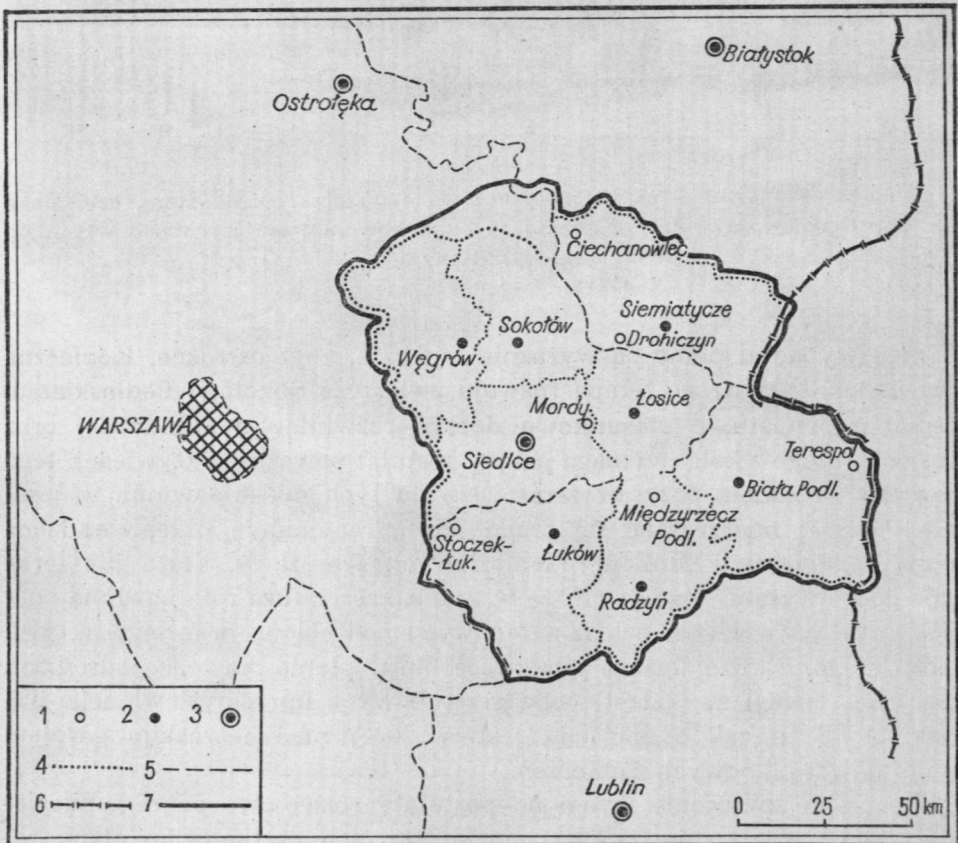 Białystok
Ostrołęka
Ciechanowiec
Siemiatycze
Sokołów
Drohiczyn
Węgrów
Mordy
Łosice
WARSZAWA
Siedlce
Terespol
Biała Podl.
Międzyrzecz
Podl.
Stoczek-
Łuk.
Łuków
Radzyń
1 2 3
4 5
6 7
Lublin
0 25 50 km